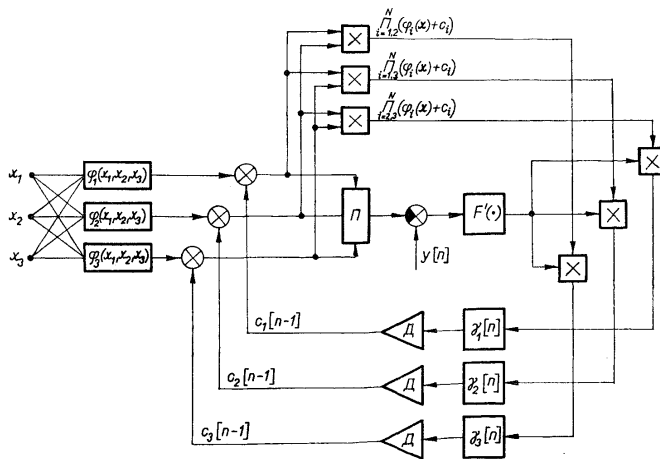 × N∏i=1,2(φi(x)+ci)
× N∏i=1,3(φi(x)+ci)
× N∏i=2,3(φi(x)+ci)
×
x1 φ1(x1,x2,x3)
x2 φ2(x1,x2,x3) П F'(·) ×
x3 φ3(x1,x2,x3) y[n] ×
c1[n-1] Д γ1[n]
c2[n-1] Д γ2[n]
c3[n-1] Д γ3[n]